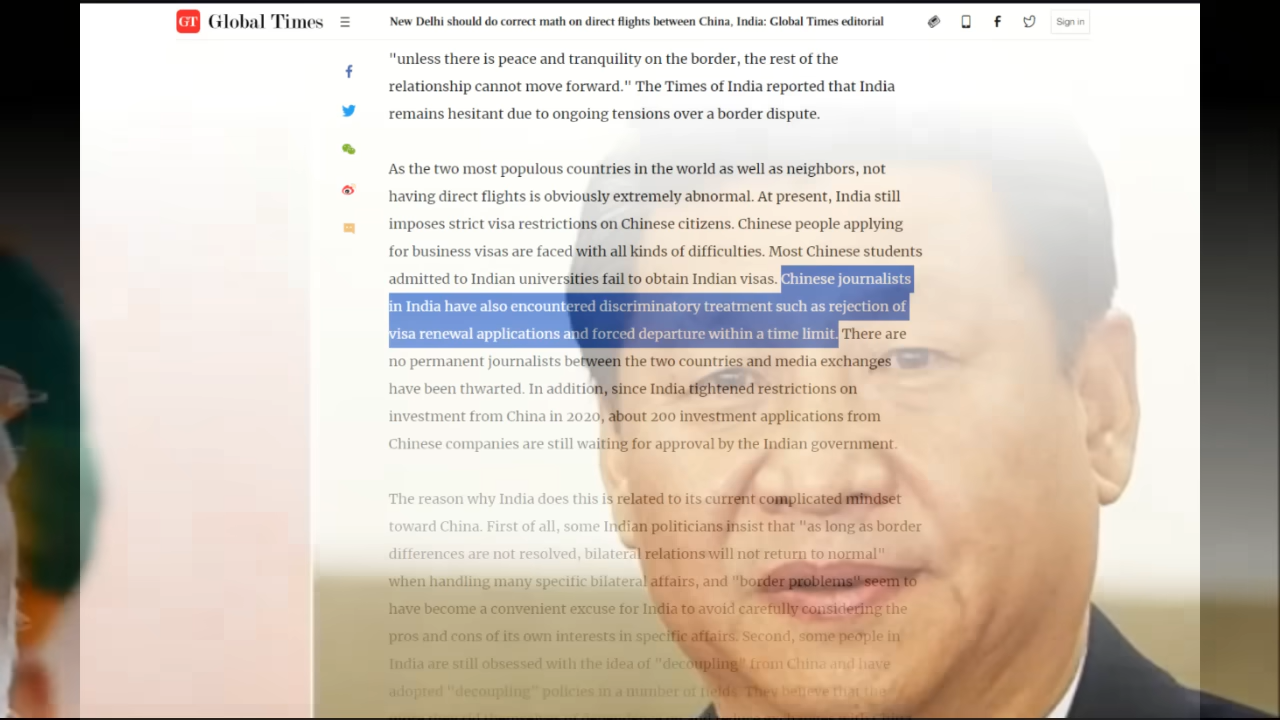 GT Global Times
New Delhi should do correct math on direct flights between China, India: Global Times editorial
Sign in
"unless there is peace and tranquility on the border, the rest of the
relationship cannot move forward." The Times of India reported that India
remains hesitant due to ongoing tensions over a border dispute.
As the two most populous countries in the world as well as neighbors, not
having direct flights is obviously extremely abnormal. At present, India still
imposes strict visa restrictions on Chinese citizens. Chinese people applying
for business visas are faced with all kinds of difficulties. Most Chinese students
admitted to Indian universities fail to obtain Indian visas. Chinese journalists
in India have also encountered discriminatory treatment such as rejection of
visa renewal applications and forced departure within a time limit. There are
no permanent journalists between the two countries and media exchanges
have been thwarted. In addition, since India tightened restrictions on
investment from China in 2020, about 200 investment applications from
Chinese companies are still waiting for approval by the Indian government.
The reason why India does this is related to its current complicated mindset
toward China. First of all, some Indian politicians insist that "as long as border
differences are not resolved, bilateral relations will not return to normal"
when handling many specific bilateral affairs, and "border problems" seem to
have become a convenient excuse for India to avoid carefully considering the
pros and cons of its own interests in specific affairs. Second, some people in
India are still obsessed with the idea of "decoupling" from China and have
adopted "decoupling" policies in a number of fields. They believe that the